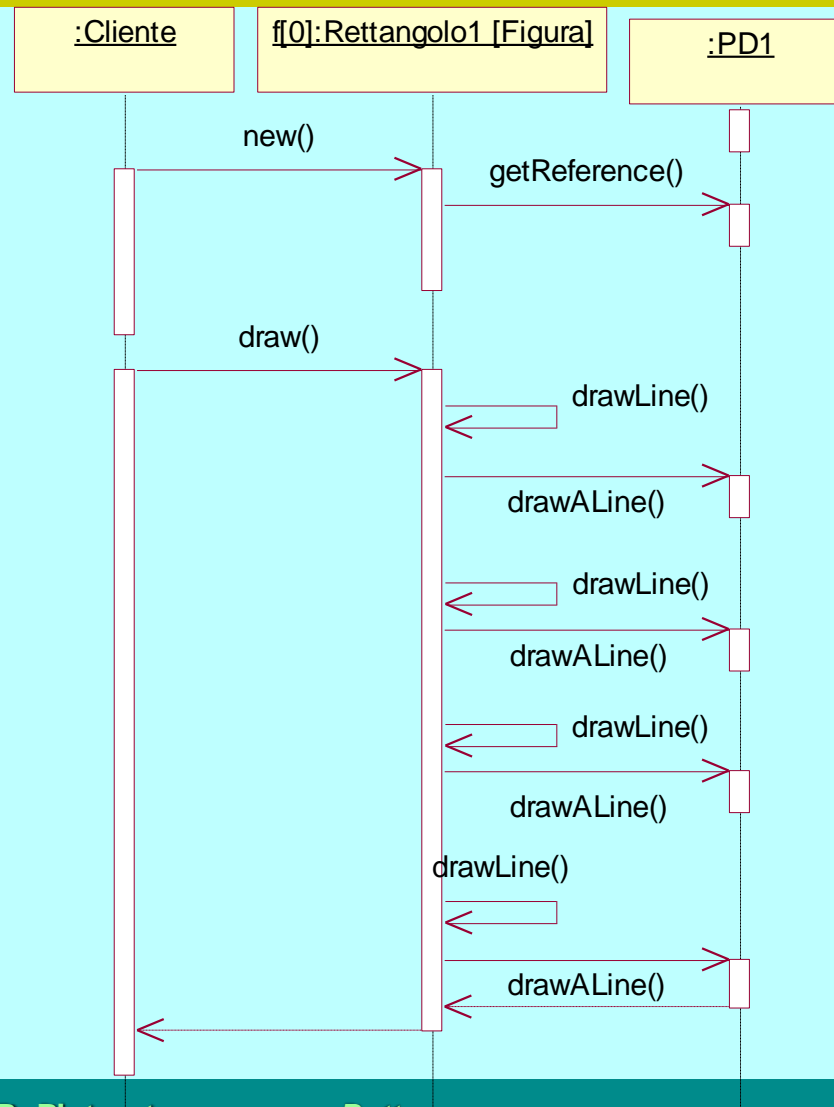 :Cliente
f[0]:Rettangolo1 [Figura]
:PD1
new()
getReference()
draw()
drawLine()
drawALine()
drawLine()
drawALine()
drawLine()
drawALine()
drawLine()
drawALine()